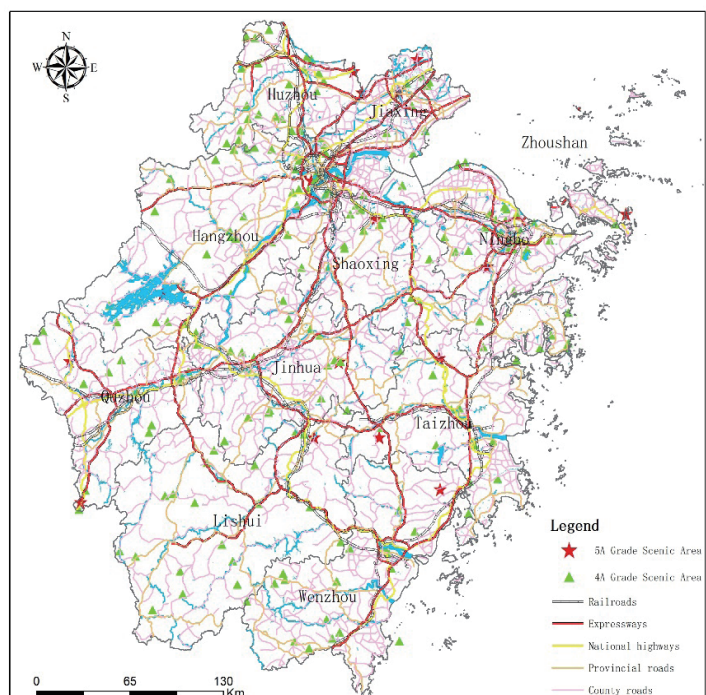 N
W E
S
Huzhou
Jiaxing
Zhoushan
Hangzhou
Ningbo
Shaoxing
Jinhua
Quzhou
Taizhou
Lishui
Wenzhou
Legend
5A Grade Scenic Area
4A Grade Scenic Area
Railroads
Expressways
National highways
Provincial roads
County roads
0 65 130
Km